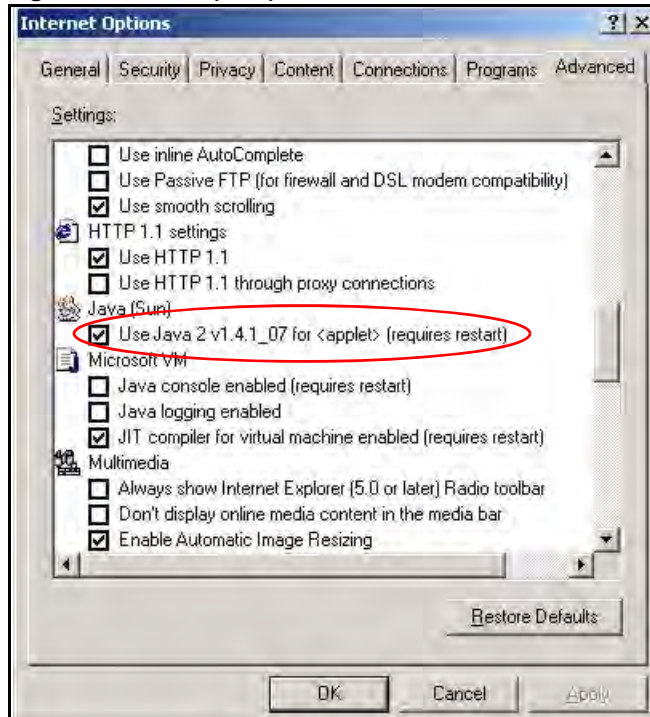 Internet Options
General Security Privacy Content Connections Programs Advanced
Settings:
Use inline AutoComplete
Use Passive FTP (for firewall and DSL modem compatibility)
Use smooth scrolling
HTTP 1.1 settings
Use HTTP 1.1
Use HTTP 1.1 through proxy connections
Java (Sun)
Use Java 2 v1.4.1_07 for <applet> (requires restart)
Microsoft VM
Java console enabled (requires restart)
Java logging enabled
JIT compiler for virtual machine enabled (requires restart)
Multimedia
Always show Internet Explorer (5.0 or later) Radio toolbar
Don't display online media content in the media bar
Enable Automatic Image Resizing
Restore Defaults
OK Cancel Apply